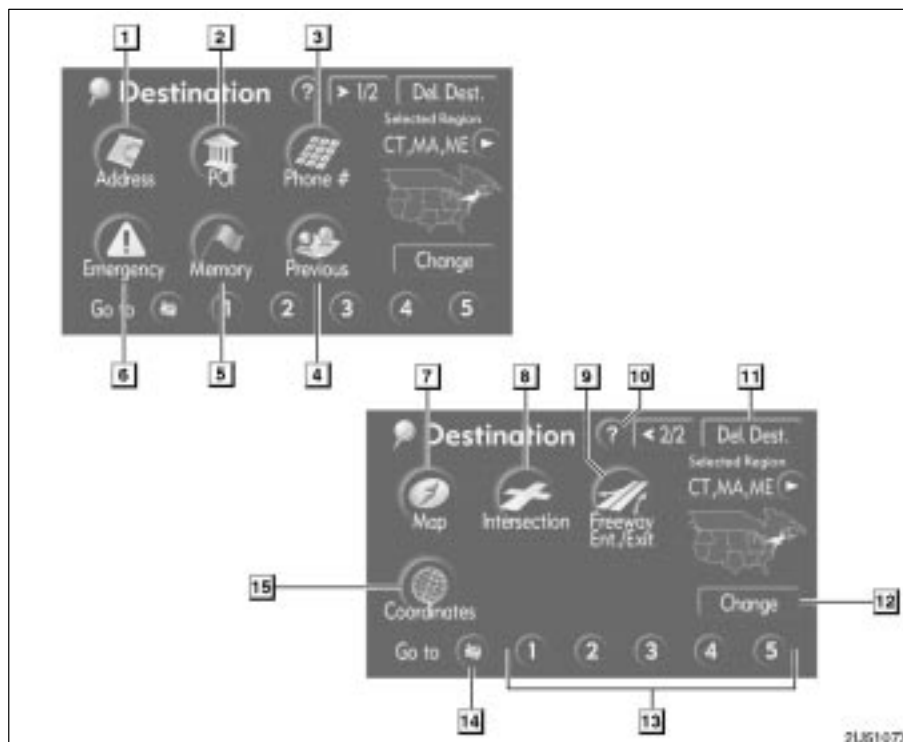 1 2 3
Destination ? > 1/2 Del. Dest.
Selected Region
CT,MA,ME
Address POI Phone #
Emergency Memory Previous
Change
Go to 1 2 3 4 5
6 5 4
7 8 9 10 11
Destination ? < 2/2 Del. Dest.
Selected Region
CT,MA,ME
Map Intersection Freeway
Ent./Exit
15
Coordinates
Change 12
Go to 1 2 3 4 5
14 13